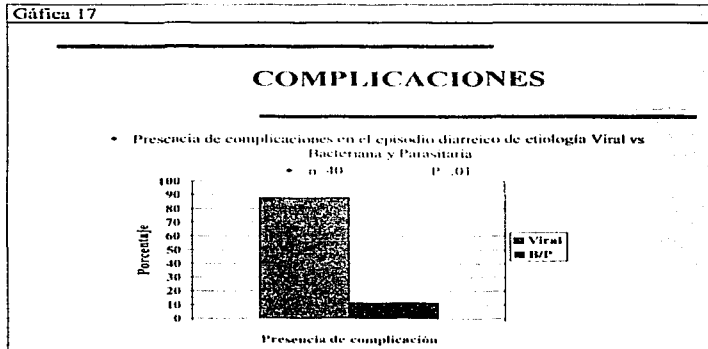 Gáfica 17
COMPLICACIONES
• Presencia de complicaciones en el episodio diarreico de etiología Viral vs
Bacteriana y Parasitaria
• n 40 P .01
100
90
80
70
60
50
40
30
20
10
0
Porcentaje
Viral
B/P
Presencia de complicación